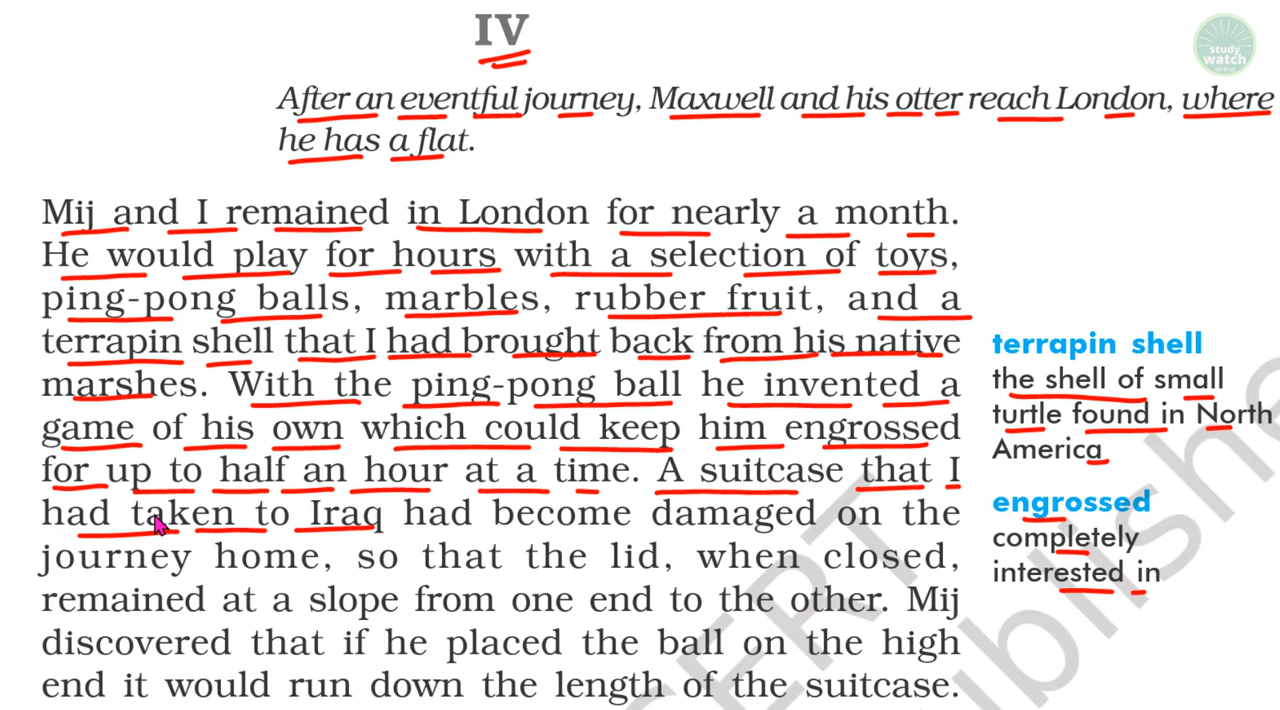 IV
study
watch
After an eventful journey, Maxwell and his otter reach London, where
he has a flat.
Mij and I remained in London for nearly a month.
He would play for hours with a selection of toys,
ping-pong balls, marbles, rubber fruit, and a
terrapin shell that I had brought back from his native
marshes. With the ping-pong ball he invented a
game of his own which could keep him engrossed
for up to half an hour at a time. A suitcase that I
had taken to Iraq had become damaged on the
journey home, so that the lid, when closed,
remained at a slope from one end to the other. Mij
discovered that if he placed the ball on the high
end it would run down the length of the suitcase.
terrapin shell
the shell of small
turtle found in North
America
engrossed
completely
interested in